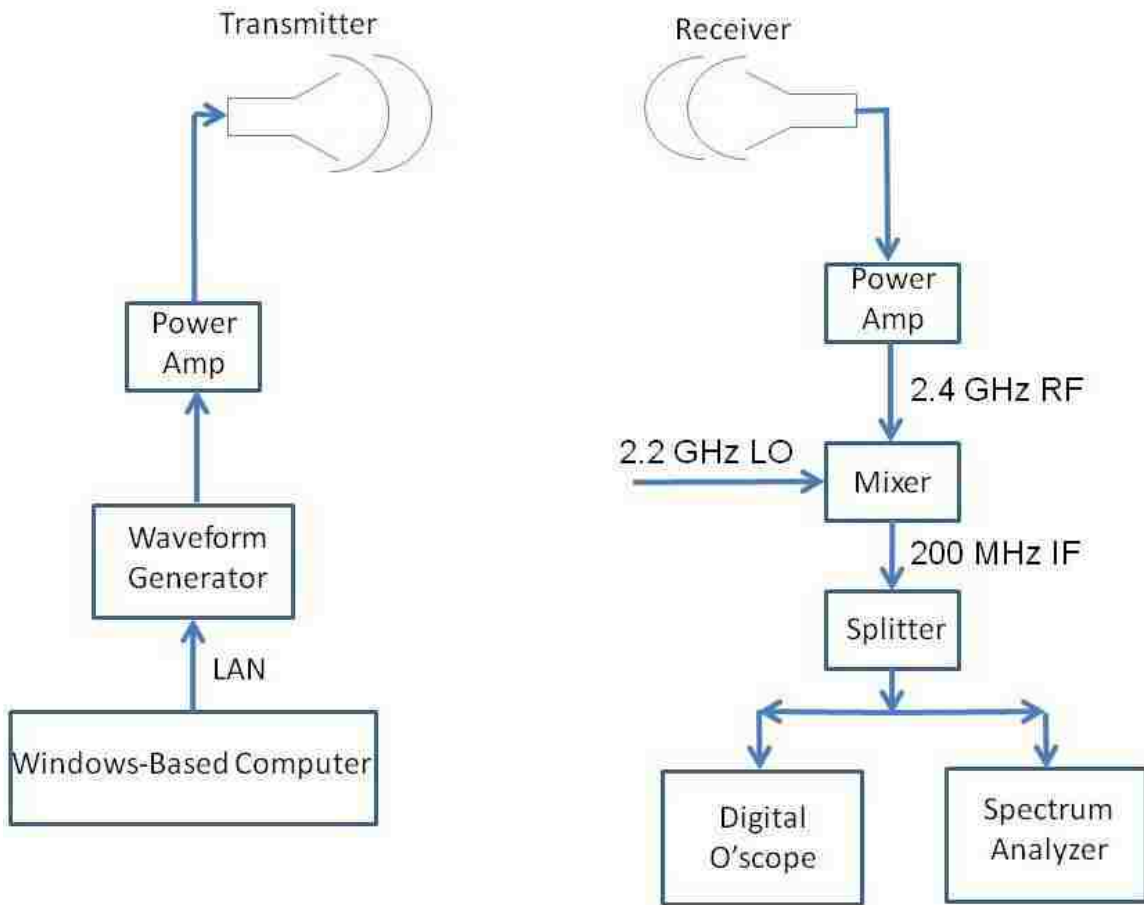 Transmitter
Receiver
Power
Amp
Power
Amp
2.4 GHz RF
2.2 GHz LO
Mixer
Waveform
Generator
200 MHz IF
Splitter
LAN
Windows-Based Computer
Digital
O'scope
Spectrum
Analyzer